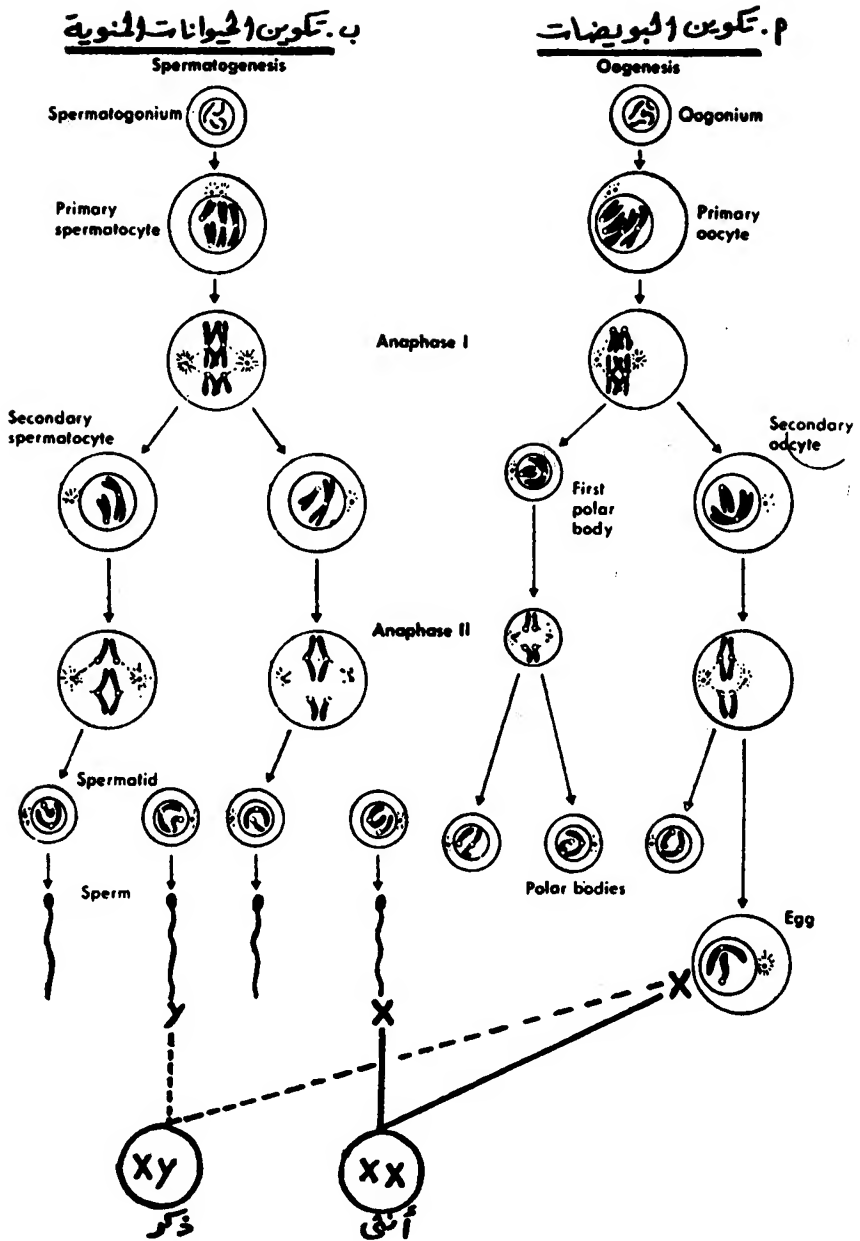 ب. تكوين الحيوانات المنوية
Spermatogenesis
Spermatogonium
Primary
spermatocyte
Secondary
spermatocyte
Spermatid
Sperm
y
X
Xy
ذكر
XX
أنثى
Anaphase I
Anaphase II
أ. تكوين البويضات
Oogenesis
Oogonium
Primary
oocyte
Secondary
oocyte
First
polar
body
Polar bodies
Egg
X